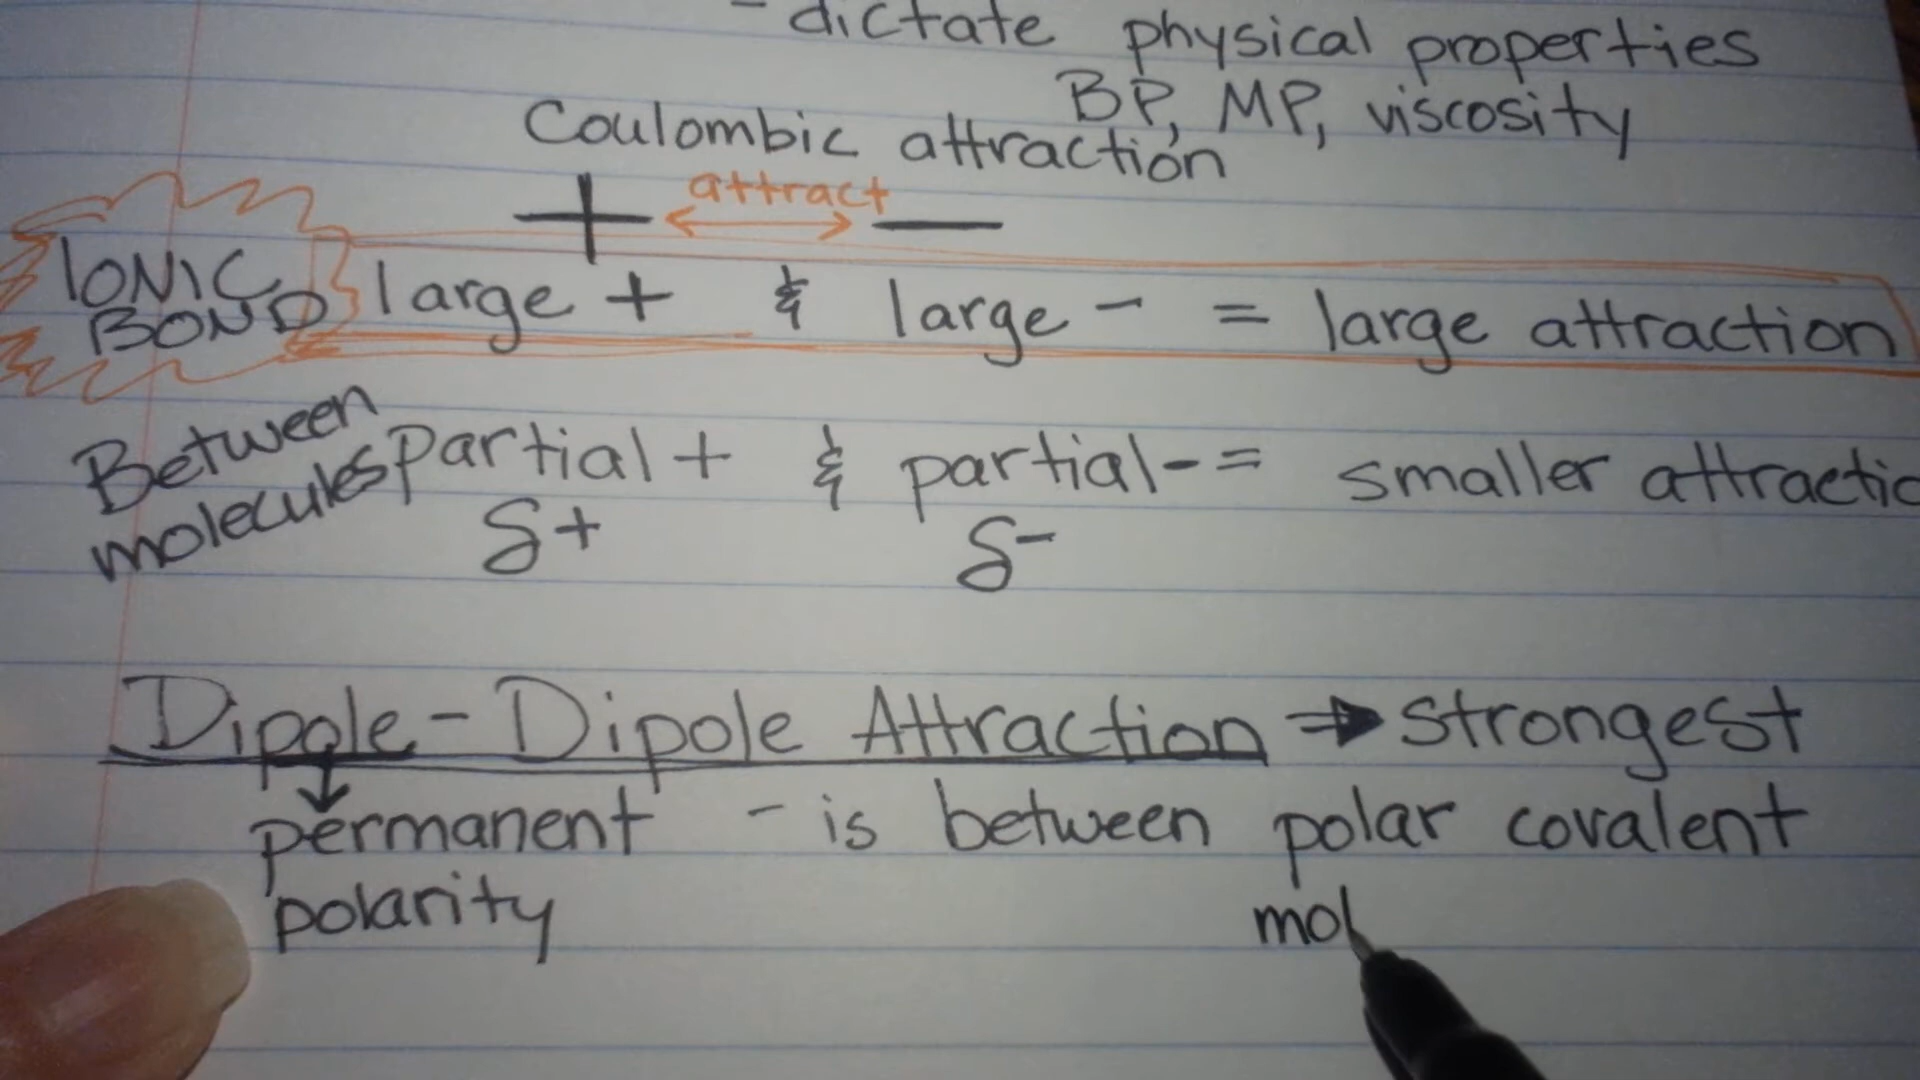 - dictate physical properties
BP, MP, viscosity
Coulombic attraction
+ attract -
IONIC
BOND
large + & large - = large attraction
Between
molecules
partial + & partial - = smaller attractio
δ+ δ-
Dipole - Dipole Attraction → strongest
permanent - is between polar covalent
polarity mol